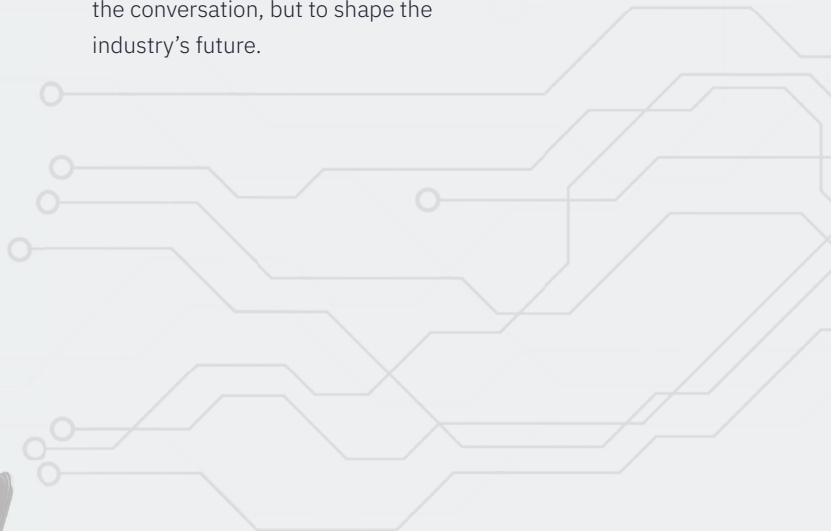 the conversation, but to shape the
industry’s future.